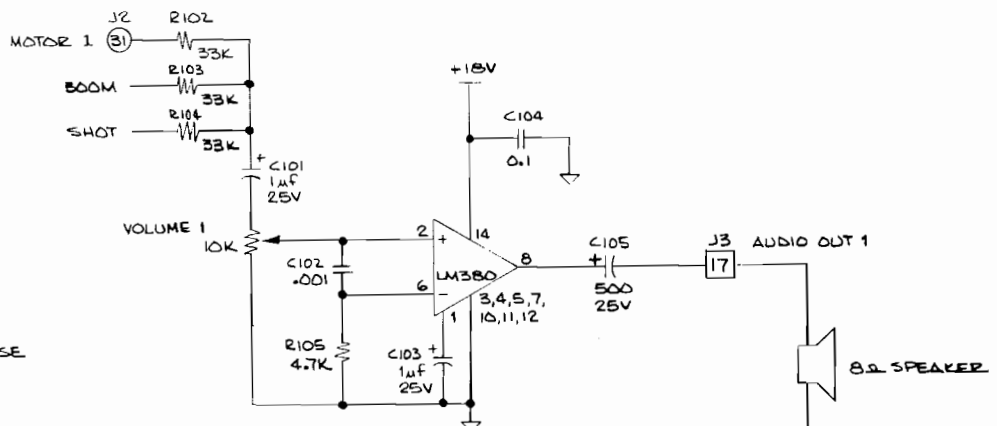 J2
R102
MOTOR 1
31
33K
R103
BOOM
33K
R104
SHOT
33K
+18V
C104
0.1
+ C101
1µf
25V
VOLUME 1
10K
2
+
14
C102
.001
LM380
8
6
-
3,4,5,7,
10,11,12
1
C105
+
500
25V
J3
AUDIO OUT 1
17
R105
4.7K
C103 +
1µf
25V
SE
8Ω SPEAKER